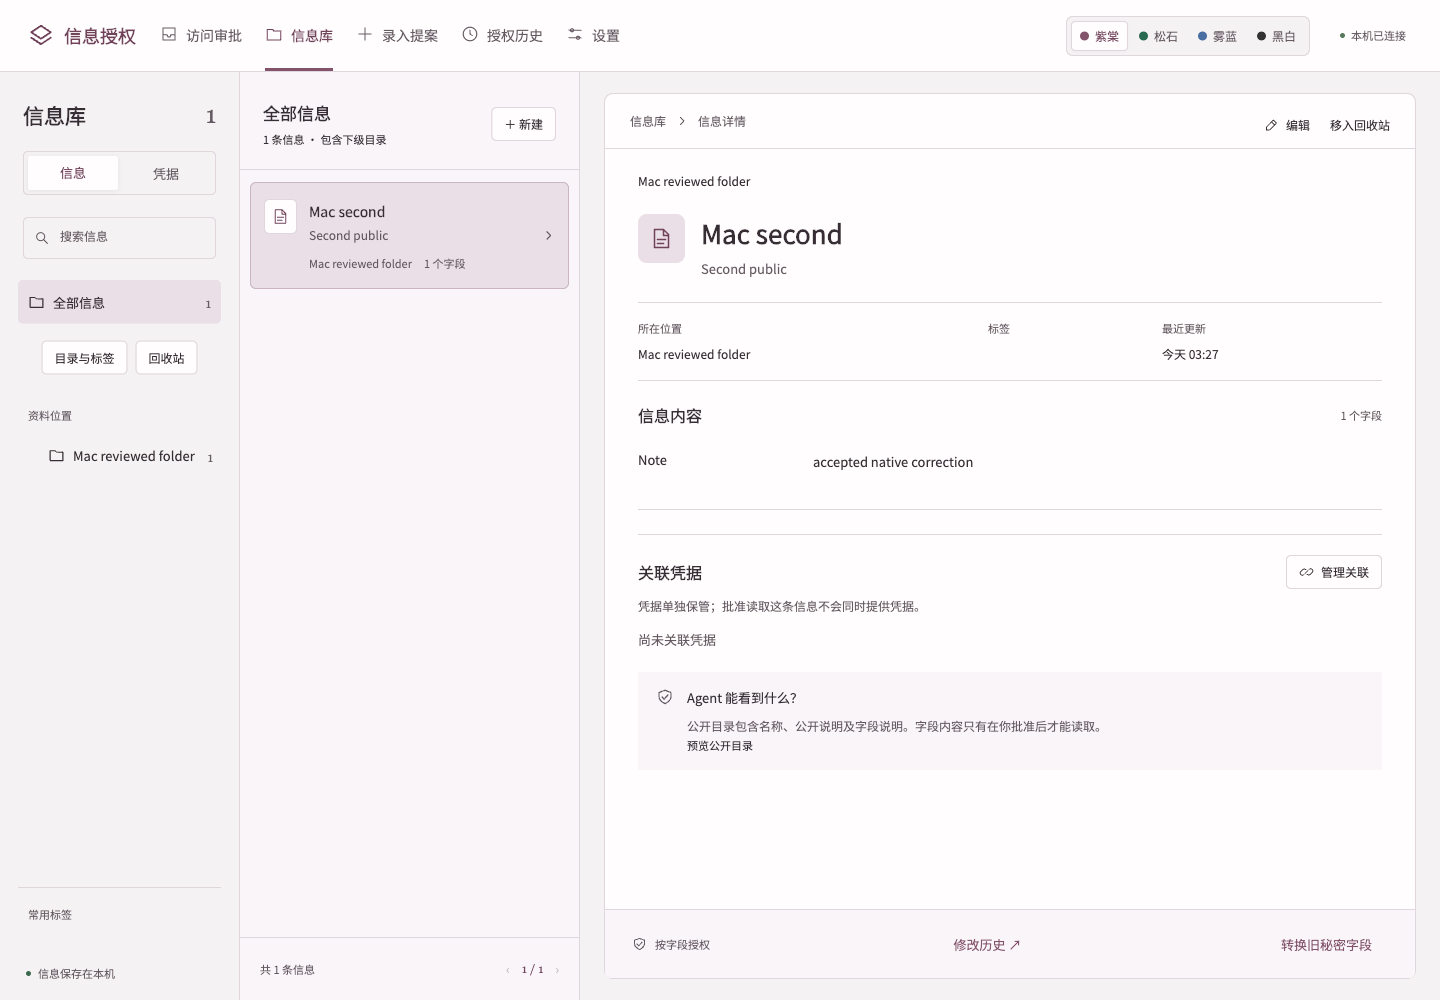 信息授权
访问审批
信息库
录入提案
授权历史
设置
紫棠
松石
雾蓝
黑白
本机已连接
信息库
1
信息
凭据
搜索信息
全部信息
1
目录与标签
回收站
资料位置
Mac reviewed folder
1
常用标签
信息保存在本机
全部信息
1 条信息 · 包含下级目录
新建
Mac second
Second public
Mac reviewed folder 1 个字段
共 1 条信息
‹ 1 / 1 ›
信息库 > 信息详情
编辑
移入回收站
Mac reviewed folder
Mac second
Second public
所在位置
Mac reviewed folder
标签
最近更新
今天 03:27
信息内容
1 个字段
Note
accepted native correction
关联凭据
管理关联
凭据单独保管；批准读取这条信息不会同时提供凭据。
尚未关联凭据
Agent 能看到什么？
公开目录包含名称、公开说明及字段说明。字段内容只有在你批准后才能读取。
预览公开目录
按字段授权
修改历史 ↗
转换旧秘密字段